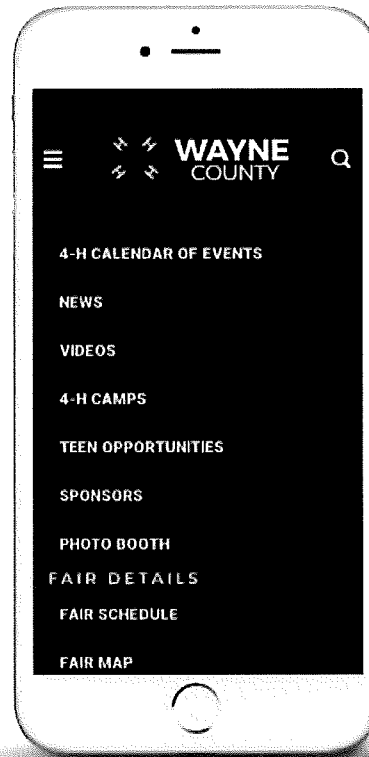 WAYNE
COUNTY
4-H CALENDAR OF EVENTS
NEWS
VIDEOS
4-H CAMPS
TEEN OPPORTUNITIES
SPONSORS
PHOTO BOOTH
FAIR DETAILS
FAIR SCHEDULE
FAIR MAP